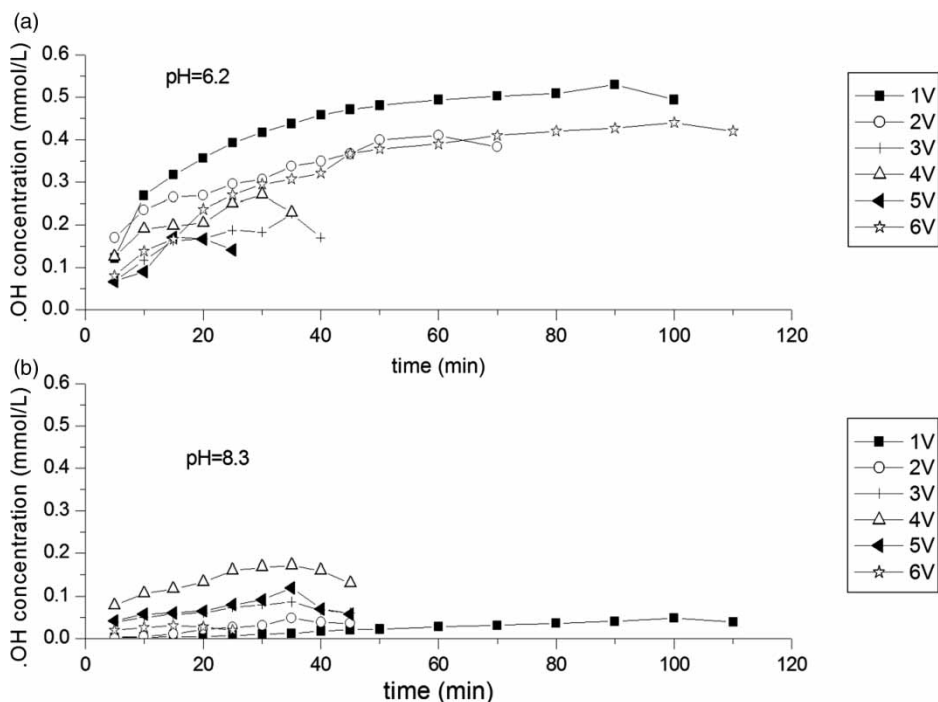 (a)
.OH concentration (mmol/L)
0.6
0.5
0.4
0.3
0.2
0.1
0.0
pH=6.2
0 20 40 60 80 100 120
time (min)
1V
2V
3V
4V
5V
6V
(b)
.OH concentration (mmol/L)
0.6
0.5
0.4
0.3
0.2
0.1
0.0
pH=8.3
0 20 40 60 80 100 120
time (min)
1V
2V
3V
4V
5V
6V